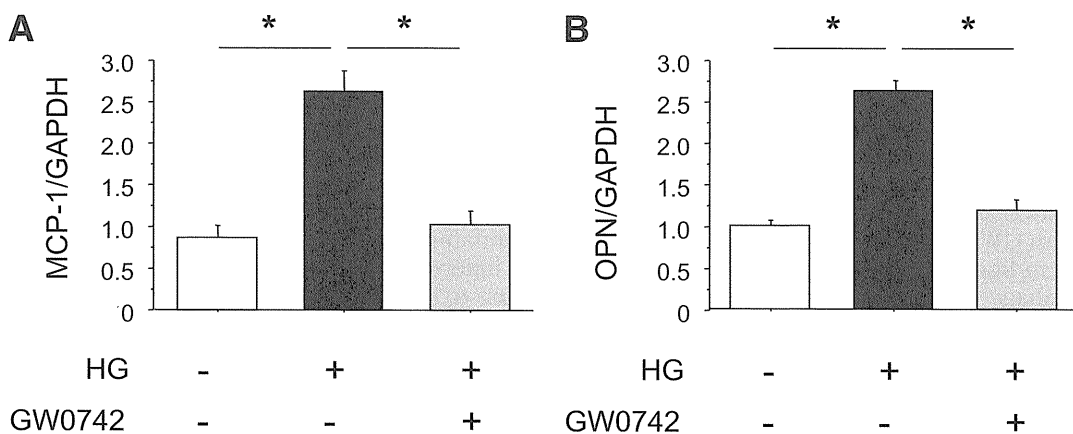 A
* *
MCP-1/GAPDH
3.0
2.5
2.0
1.5
1.0
0.5
0
HG - + +
GW0742 - - +
B
* *
OPN/GAPDH
3.0
2.5
2.0
1.5
1.0
0.5
0
HG - + +
GW0742 - - +